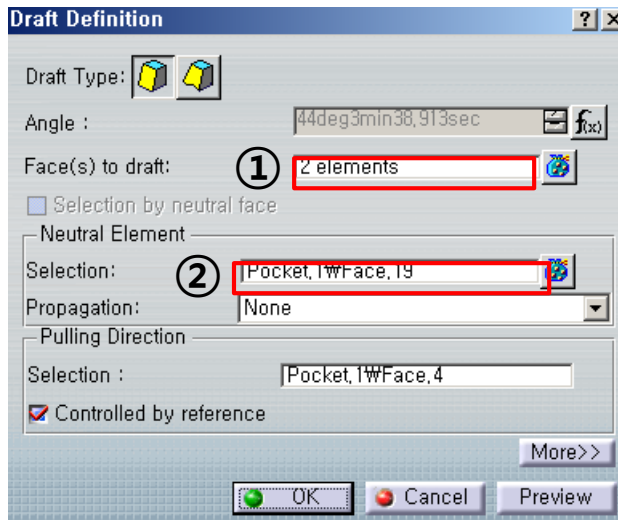 Draft Definition
? X
Draft Type:
Angle :
44deg3min38,913sec
f(x)
Face(s) to draft:
①
2 elements
Selection by neutral face
Neutral Element
Selection:
②
Pocket,1₩Face,19
Propagation:
None
Pulling Direction
Selection :
Pocket,1₩Face,4
Controlled by reference
More>>
OK
Cancel
Preview